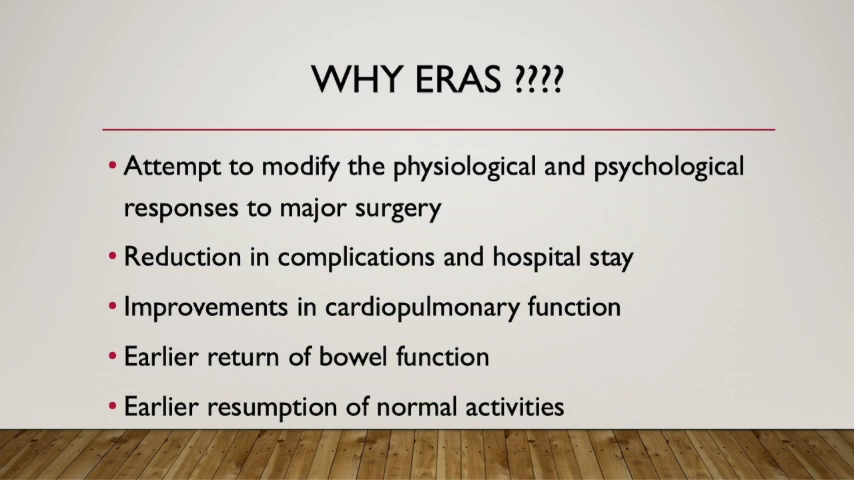 WHY ERAS ????
• Attempt to modify the physiological and psychological
responses to major surgery
• Reduction in complications and hospital stay
• Improvements in cardiopulmonary function
• Earlier return of bowel function
• Earlier resumption of normal activities